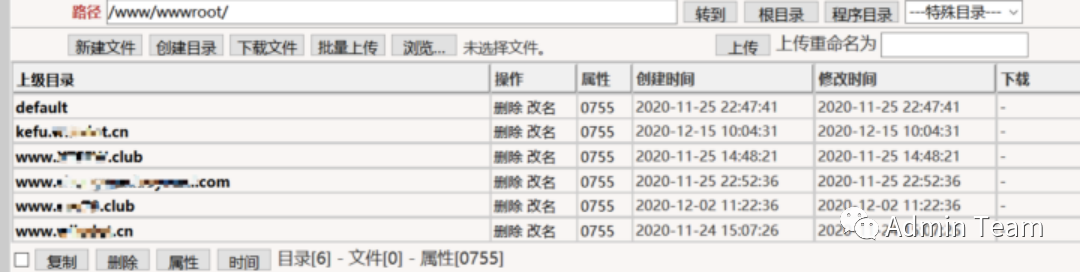 路径 /www/wwwroot/ 转到 根目录 程序目录 ---特殊目录---
新建文件 创建目录 下载文件 批量上传 浏览... 未选择文件。 上传 上传重命名为
上级目录 操作 属性 创建时间 修改时间 下载
default 删除 改名 0755 2020-11-25 22:47:41 2020-11-25 22:47:41 -
kefu. .cn 删除 改名 0755 2020-12-15 10:04:31 2020-12-15 10:04:31 -
www. .club 删除 改名 0755 2020-11-25 14:48:21 2020-11-25 14:48:21 -
www. .com 删除 改名 0755 2020-11-25 22:52:36 2020-11-25 22:52:36 -
www. .club 删除 改名 0755 2020-12-02 11:22:36 2020-12-02 11:22:36 -
www. .cn 删除 改名 0755 2020-11-24 15:07:26 -
Admin Team
复制 删除 属性 时间 目录[6] - 文件[0] - 属性[0755]